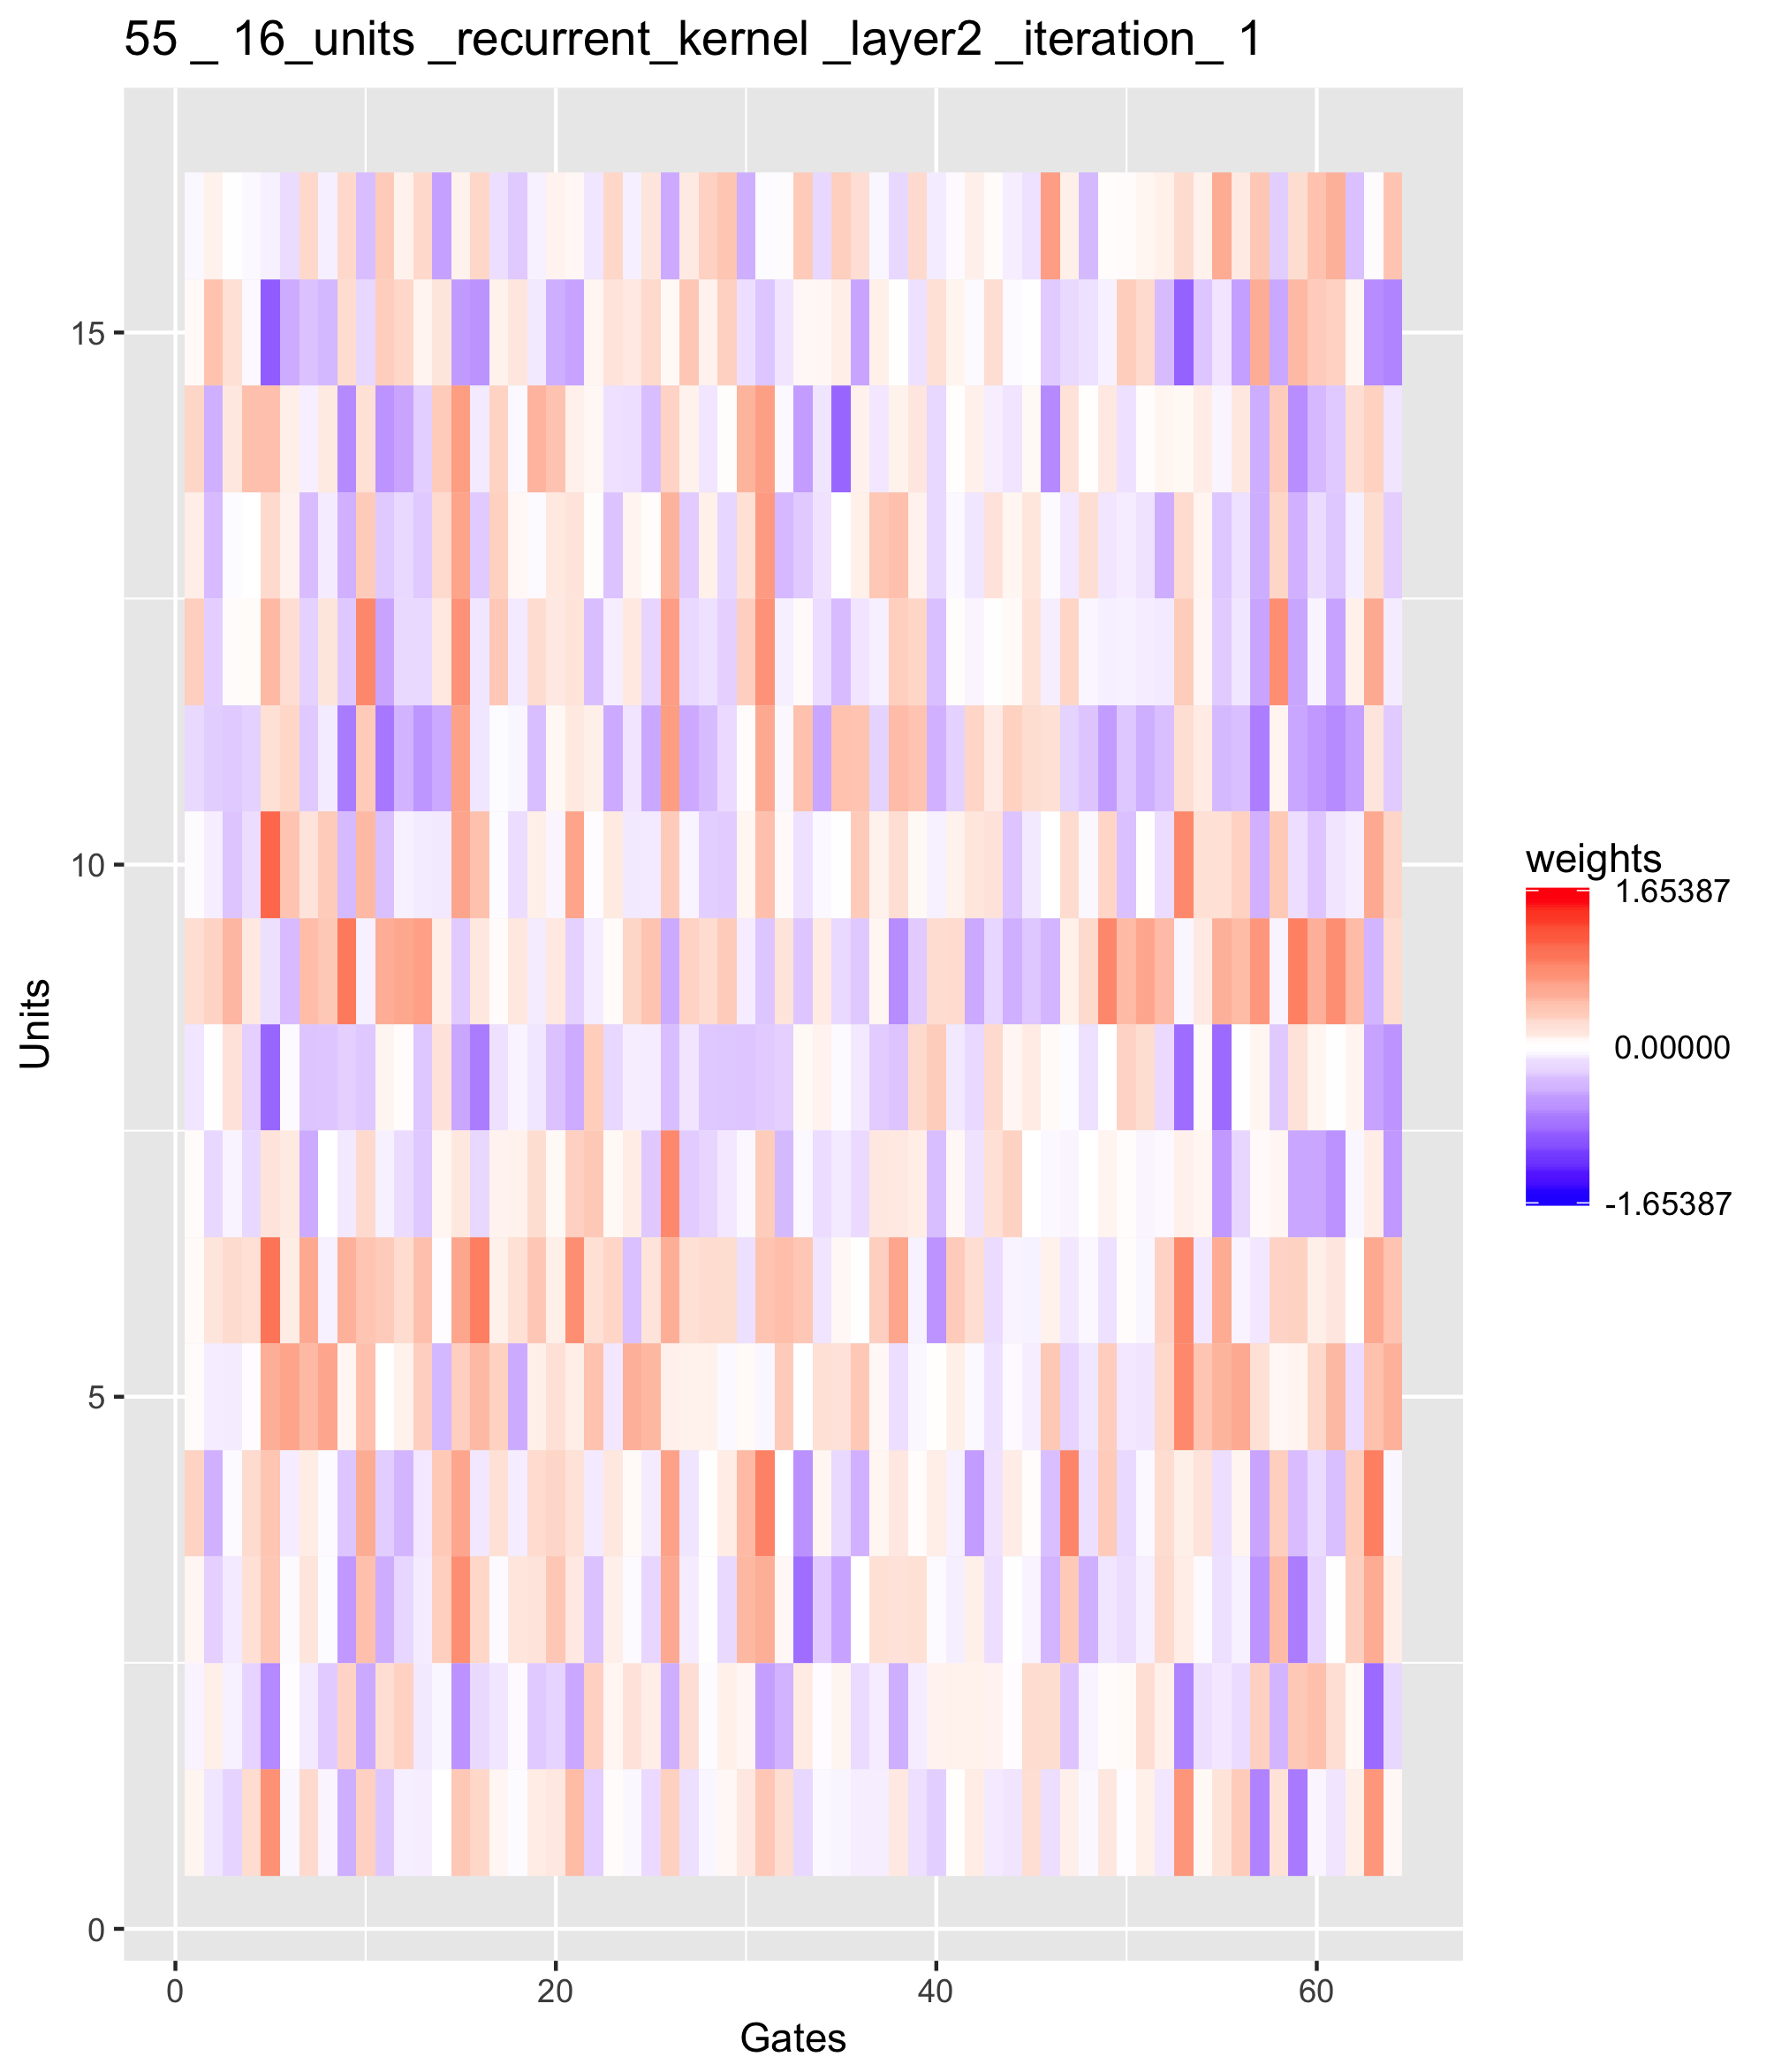 55 _ 16_units _recurrent_kernel _layer2 _iteration_ 1
Units
15
10
5
0
0 20 40 60
Gates
weights
1.65387
0.00000
-1.65387